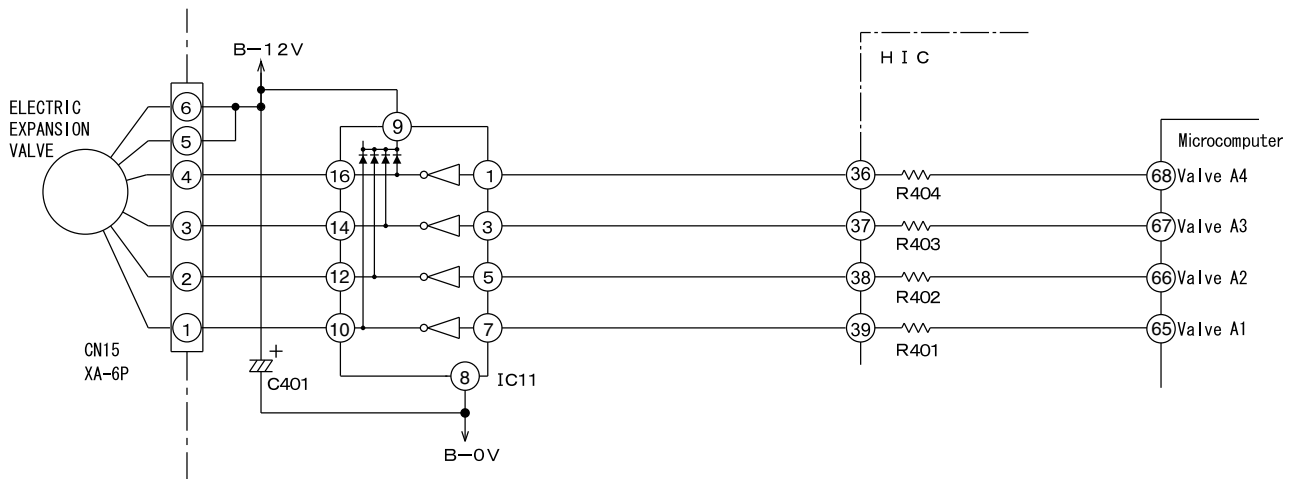 B-12V
HIC
ELECTRIC
EXPANSION
VALVE
6
5
4
3
2
1
CN15
XA-6P
C401
+
9
16
14
12
10
1
3
5
7
8
IC11
B-0V
36
37
38
39
R404
R403
R402
R401
Microcomputer
68 Valve A4
67 Valve A3
66 Valve A2
65 Valve A1